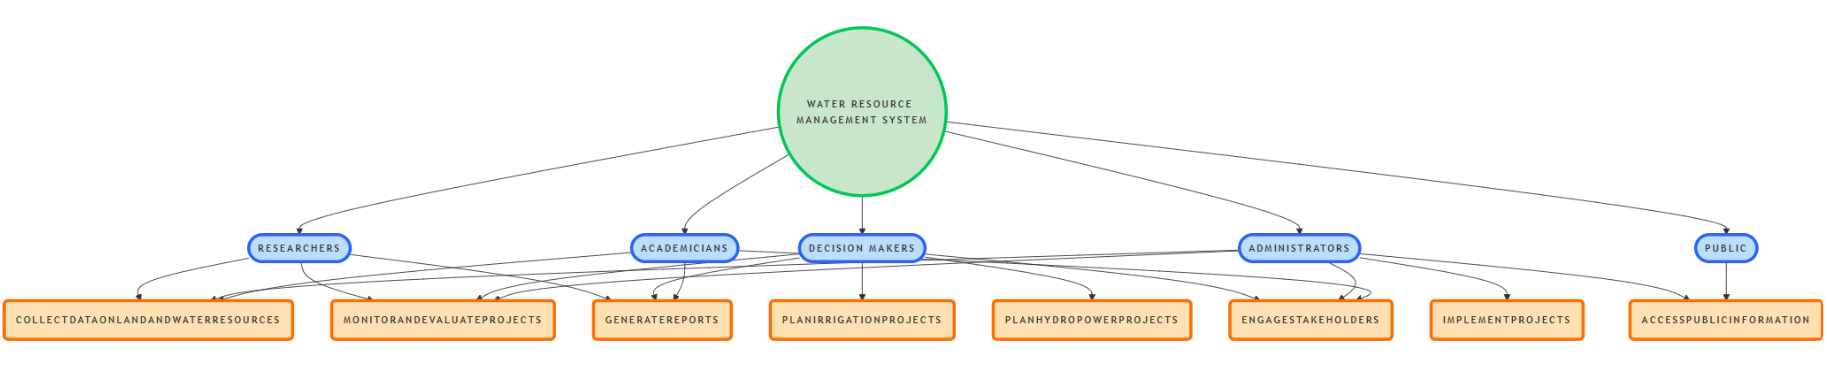 WATER RESOURCE
MANAGEMENT SYSTEM
RESEARCHERS
ACADEMICIANS
DECISION MAKERS
ADMINISTRATORS
PUBLIC
COLLECTDATAONLANDANDWATERRESOURCES
MONITORANDEVALUATEPROJECTS
GENERATEREPORTS
PLANIRRIGATIONPROJECTS
PLANHYDROPOWERPROJECTS
ENGAGESTAKEHOLDERS
IMPLEMENTPROJECTS
ACCESSPUBLICINFORMATION